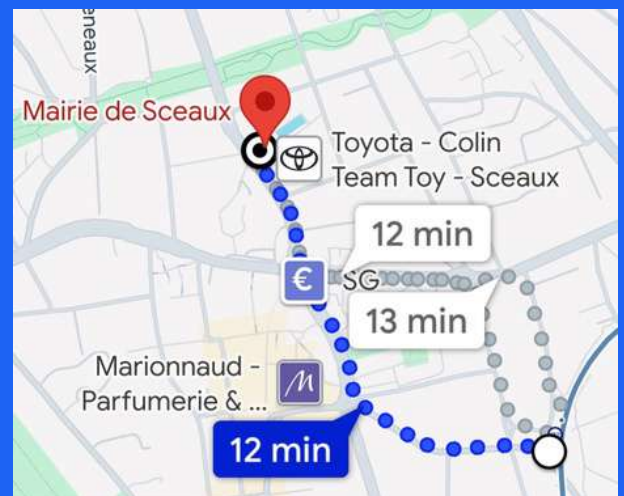 eneaux
Mairie de Sceaux
Toyota - Colin
Team Toy - Sceaux
12 min
€
SG
13 min
Marionnaud -
Parfumerie & ...
M
12 min